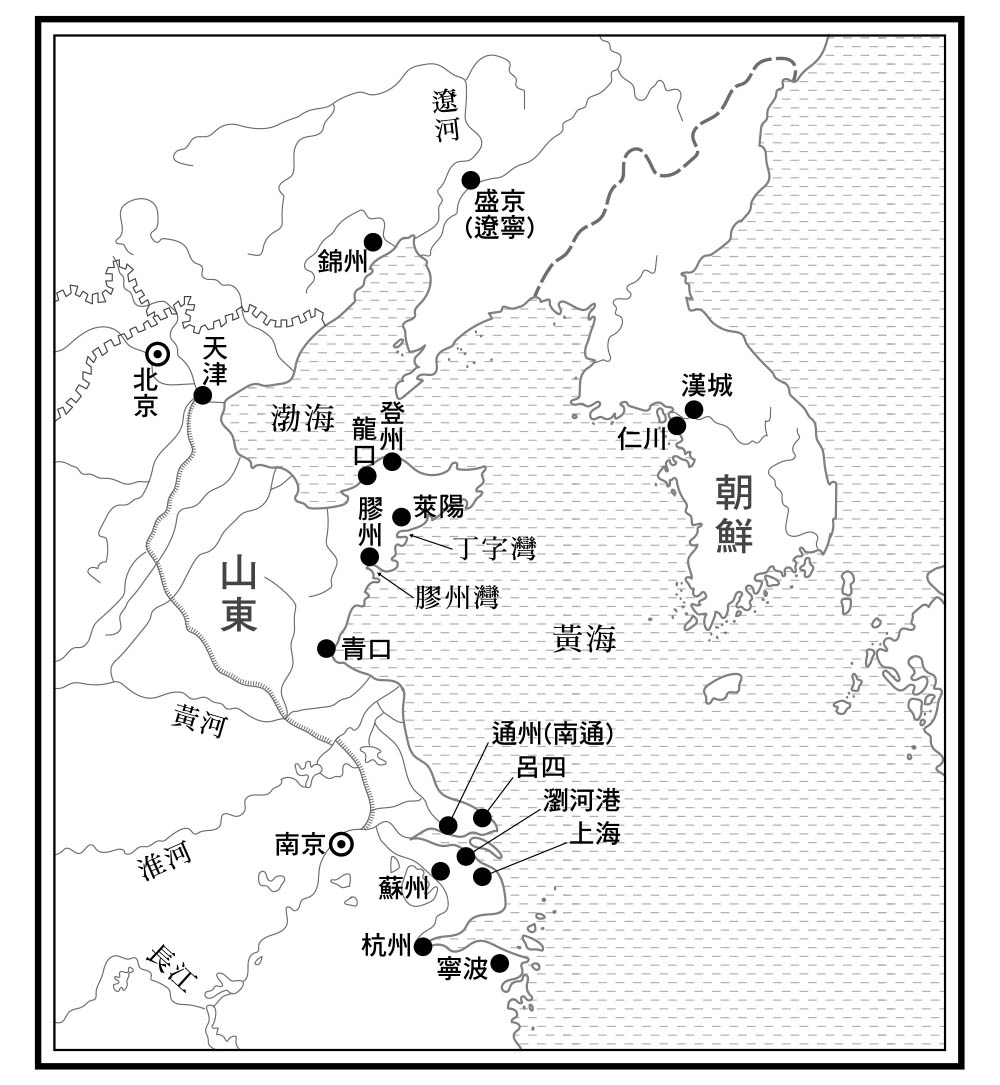 遼河
盛京
(遼寧)
錦州
天津
北京
渤海
登州
龍口
漢城
仁川
膠州
萊陽
丁字灣
膠州灣
朝鮮
山東
青口
黃海
黃河
通州(南通)
呂四
瀏河港
上海
南京
淮河
蘇州
杭州
寧波
長江